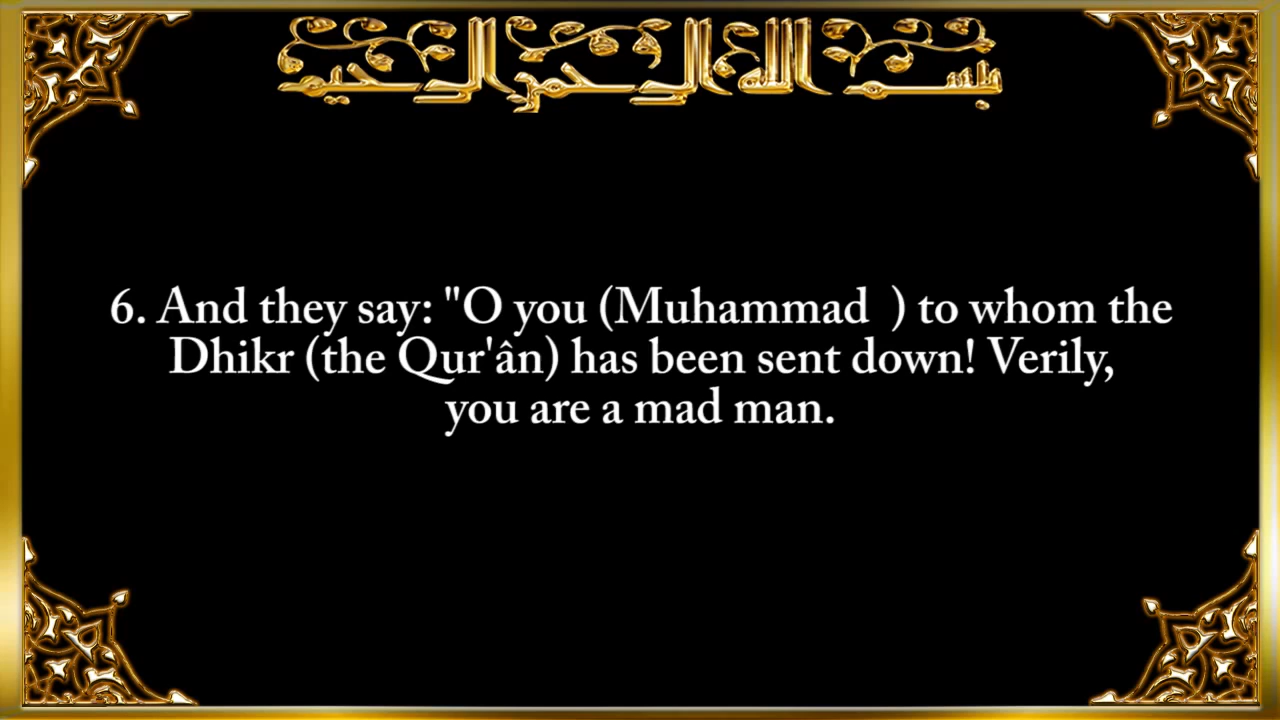 بسم الله الرحمن الرحيم
6. And they say: "O you (Muhammad  ) to whom the
Dhikr (the Qur'ân) has been sent down! Verily,
you are a mad man.